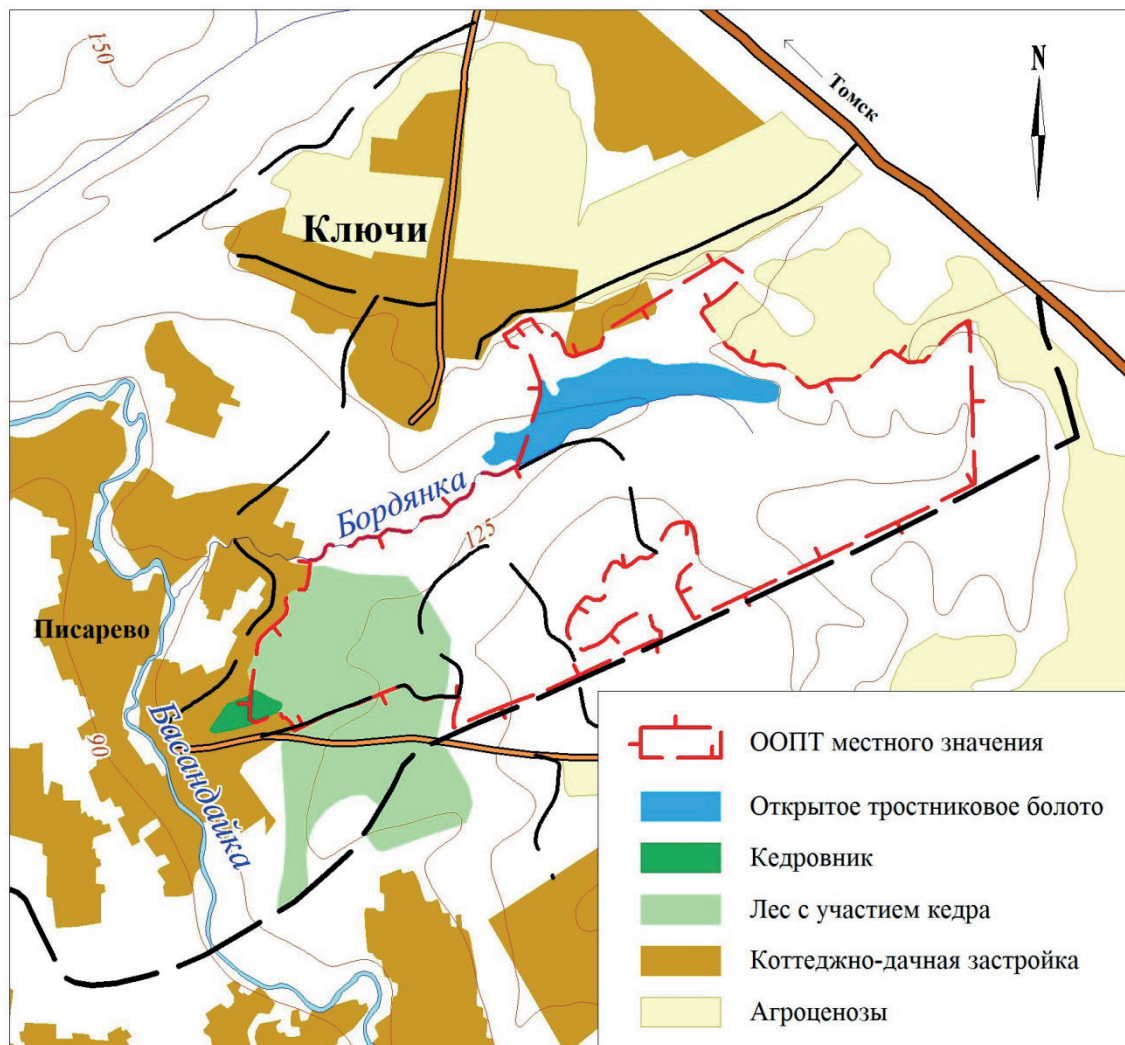 150
Томск
N
Ключи
Бордянка
125
Писарево
90
Басандайка
ООПТ местного значения
Открытое тростниковое болото
Кедровник
Лес с участием кедра
Коттеджно-дачная застройка
Агроценозы